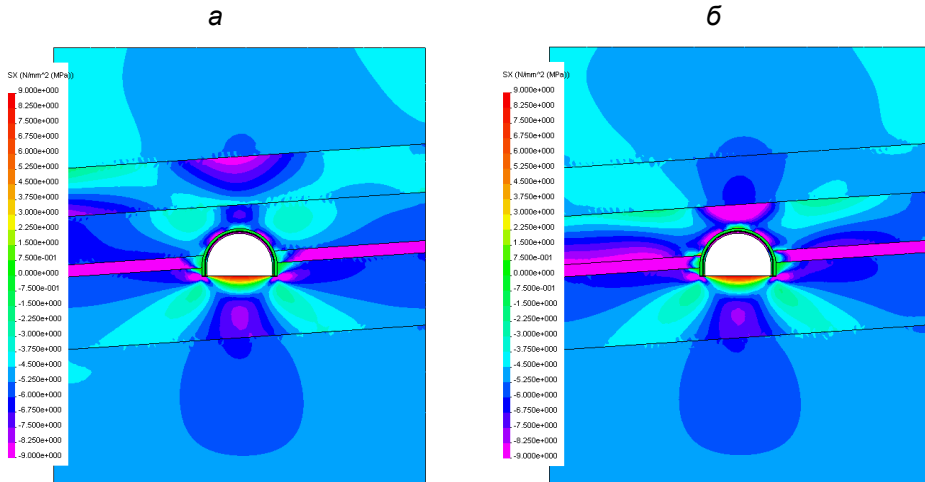 а
б
SX (N/mm^2 (MPa))
9.000e+000
8.250e+000
7.500e+000
6.750e+000
6.000e+000
5.250e+000
4.500e+000
3.750e+000
3.000e+000
2.250e+000
1.500e+000
7.500e-001
0.000e+000
-7.500e-001
-1.500e+000
-2.250e+000
-3.000e+000
-3.750e+000
-4.500e+000
-5.250e+000
-6.000e+000
-6.750e+000
-7.500e+000
-8.250e+000
-9.000e+000
SX (N/mm^2 (MPa))
9.000e+000
8.250e+000
7.500e+000
6.750e+000
6.000e+000
5.250e+000
4.500e+000
3.750e+000
3.000e+000
2.250e+000
1.500e+000
7.500e-001
0.000e+000
-7.500e-001
-1.500e+000
-2.250e+000
-3.000e+000
-3.750e+000
-4.500e+000
-5.250e+000
-6.000e+000
-6.750e+000
-7.500e+000
-8.250e+000
-9.000e+000